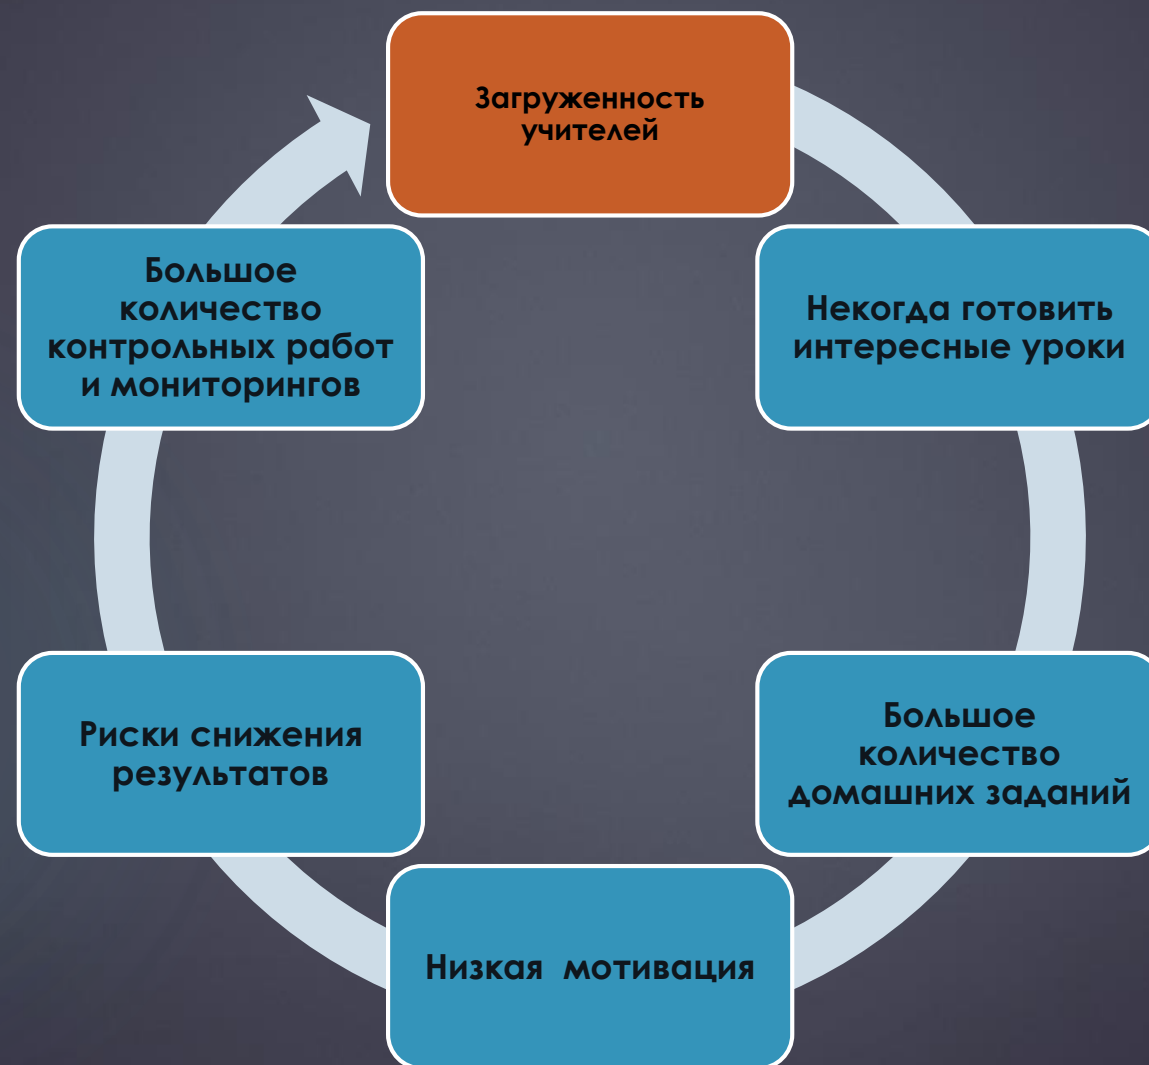 Загруженность
учителей
Некогда готовить
интересные уроки
Большое
количество
домашних заданий
Низкая  мотивация
Риски снижения
результатов
Большое
количество
контрольных работ
и мониторингов